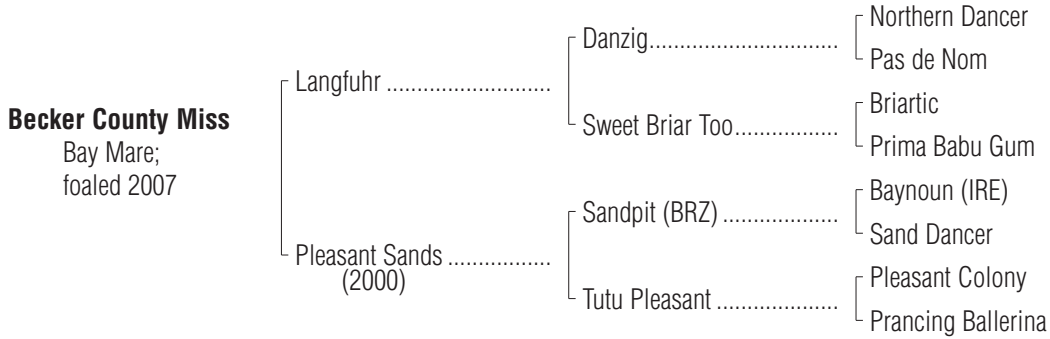 Becker County Miss
Bay Mare;
foaled 2007
Langfuhr ...........................
Pleasant Sands .................
(2000)
Danzig...............................
Sweet Briar Too.................
Sandpit (BRZ) ...................
Tutu Pleasant ....................
Northern Dancer
Pas de Nom
Briartic
Prima Babu Gum
Baynoun (IRE)
Sand Dancer
Pleasant Colony
Prancing Ballerina